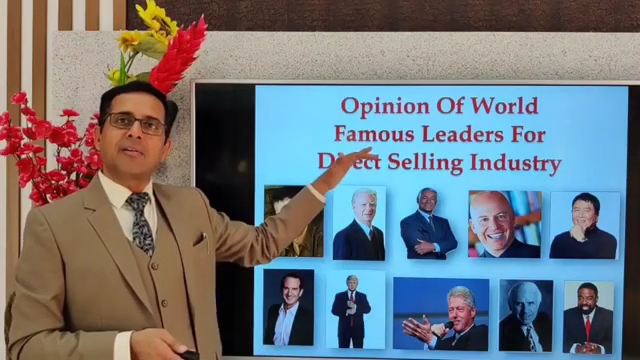 Opinion Of World
Famous Leaders For
Direct Selling Industry